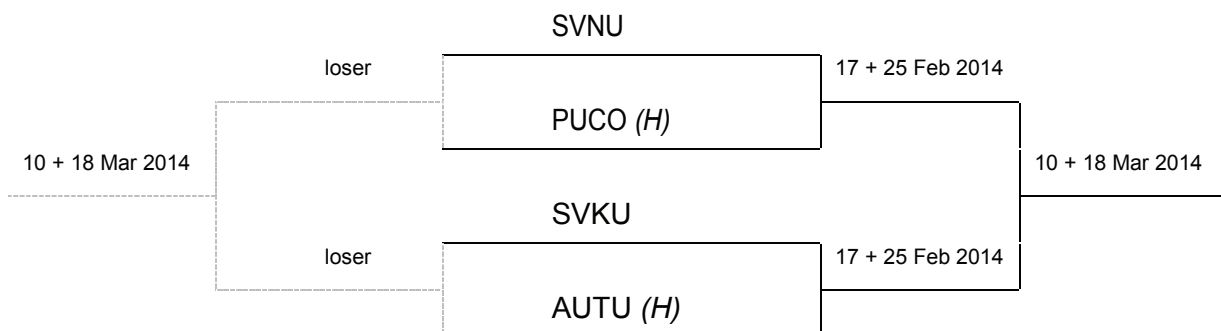 SVNU
loser
17 + 25 Feb 2014
PUCO (H)
10 + 18 Mar 2014
10 + 18 Mar 2014
SVKU
loser
17 + 25 Feb 2014
AUTU (H)